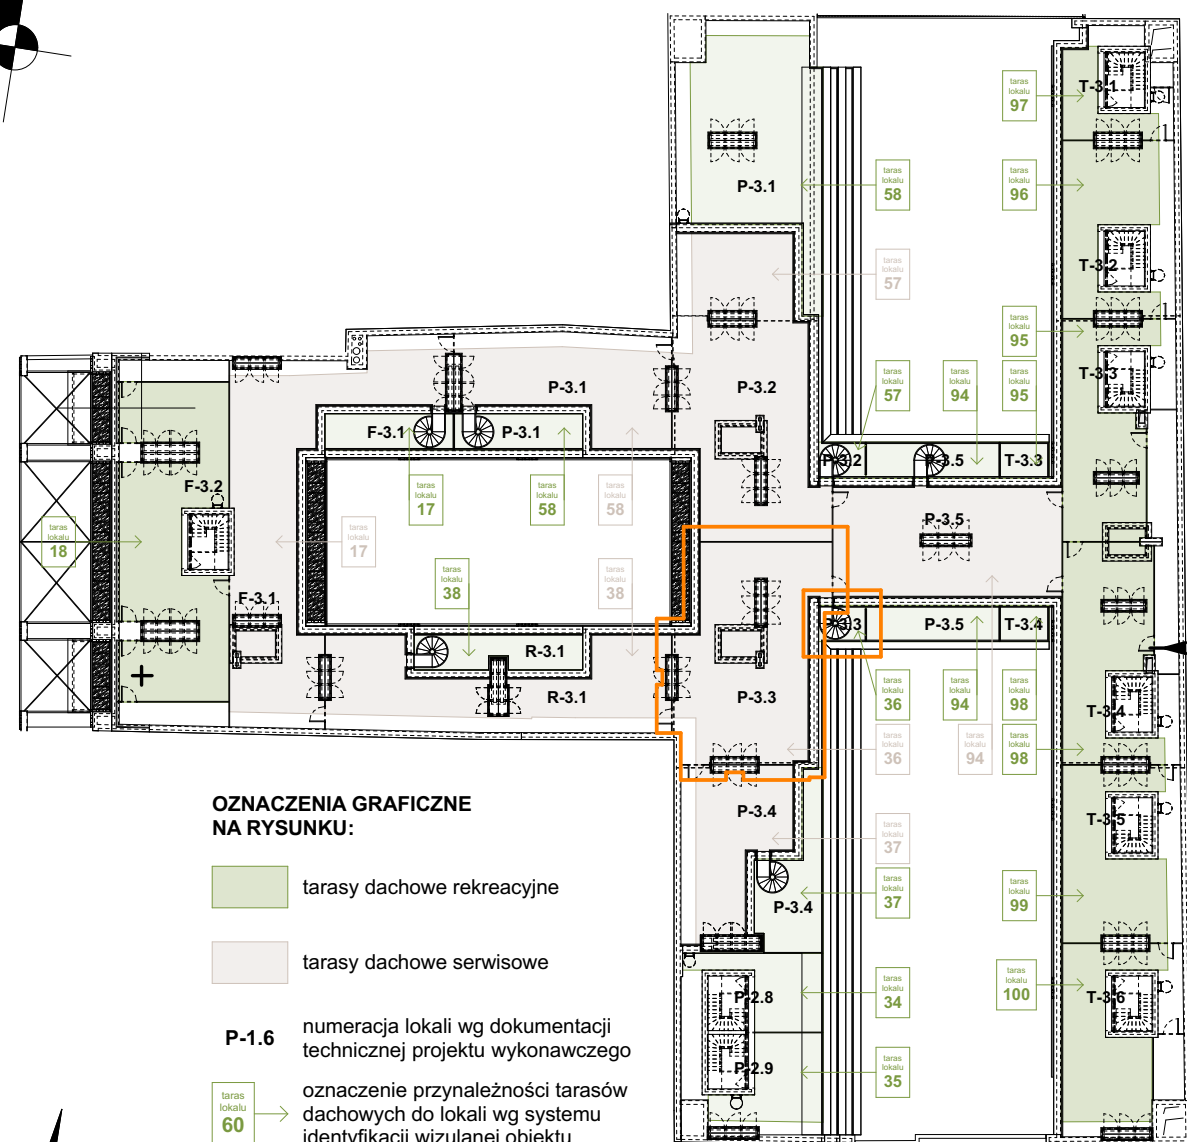 taras
lokalu
97
T-3.1
P-3.1
taras
lokalu
58
taras
lokalu
96
taras
lokalu
57
T-3.2
taras
lokalu
95
P-3.1
P-3.2
taras
lokalu
57
taras
lokalu
94
taras
lokalu
95
T-3.3
F-3.1
P-3.1
P-3.2
P-3.5
T-3.3
F-3.2
taras
lokalu
17
taras
lokalu
58
taras
lokalu
58
taras
lokalu
18
taras
lokalu
17
P-3.5
taras
lokalu
38
taras
lokalu
38
F-3.1
P-3.5
T-3.4
R-3.1
R-3.1
P-3.3
taras
lokalu
36
taras
lokalu
94
taras
lokalu
98
T-3.4
taras
lokalu
36
taras
lokalu
94
taras
lokalu
98
OZNACZENIA GRAFICZNE
NA RYSUNKU:
P-3.4
taras
lokalu
37
T-3.5
tarasy dachowe rekreacyjne
taras
lokalu
37
P-3.4
taras
lokalu
99
tarasy dachowe serwisowe
P-2.8
taras
lokalu
34
taras
lokalu
100
T-3.6
P-1.6
numeracja lokali wg dokumentacji
technicznej projektu wykonawczego
P-2.9
taras
lokalu
35
taras
lokalu
60
oznaczenie przynależności tarasów
dachowych do lokali wg systemu
identyfikacji wizulanej obiektu